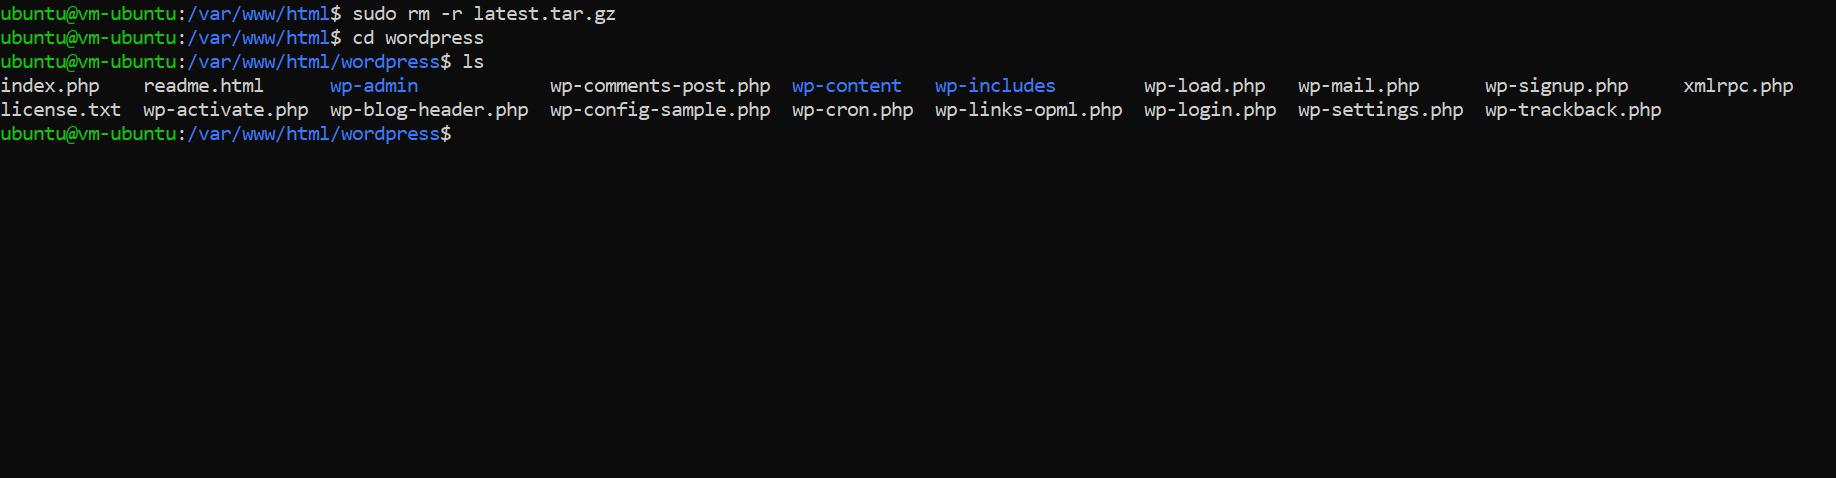 ubuntu@vm-ubuntu:/var/www/html$ sudo rm -r latest.tar.gz
ubuntu@vm-ubuntu:/var/www/html$ cd wordpress
ubuntu@vm-ubuntu:/var/www/html/wordpress$ ls
index.php    readme.html      wp-admin            wp-comments-post.php  wp-content   wp-includes        wp-load.php   wp-mail.php      wp-signup.php     xmlrpc.php
license.txt  wp-activate.php  wp-blog-header.php  wp-config-sample.php  wp-cron.php  wp-links-opml.php  wp-login.php  wp-settings.php  wp-trackback.php
ubuntu@vm-ubuntu:/var/www/html/wordpress$